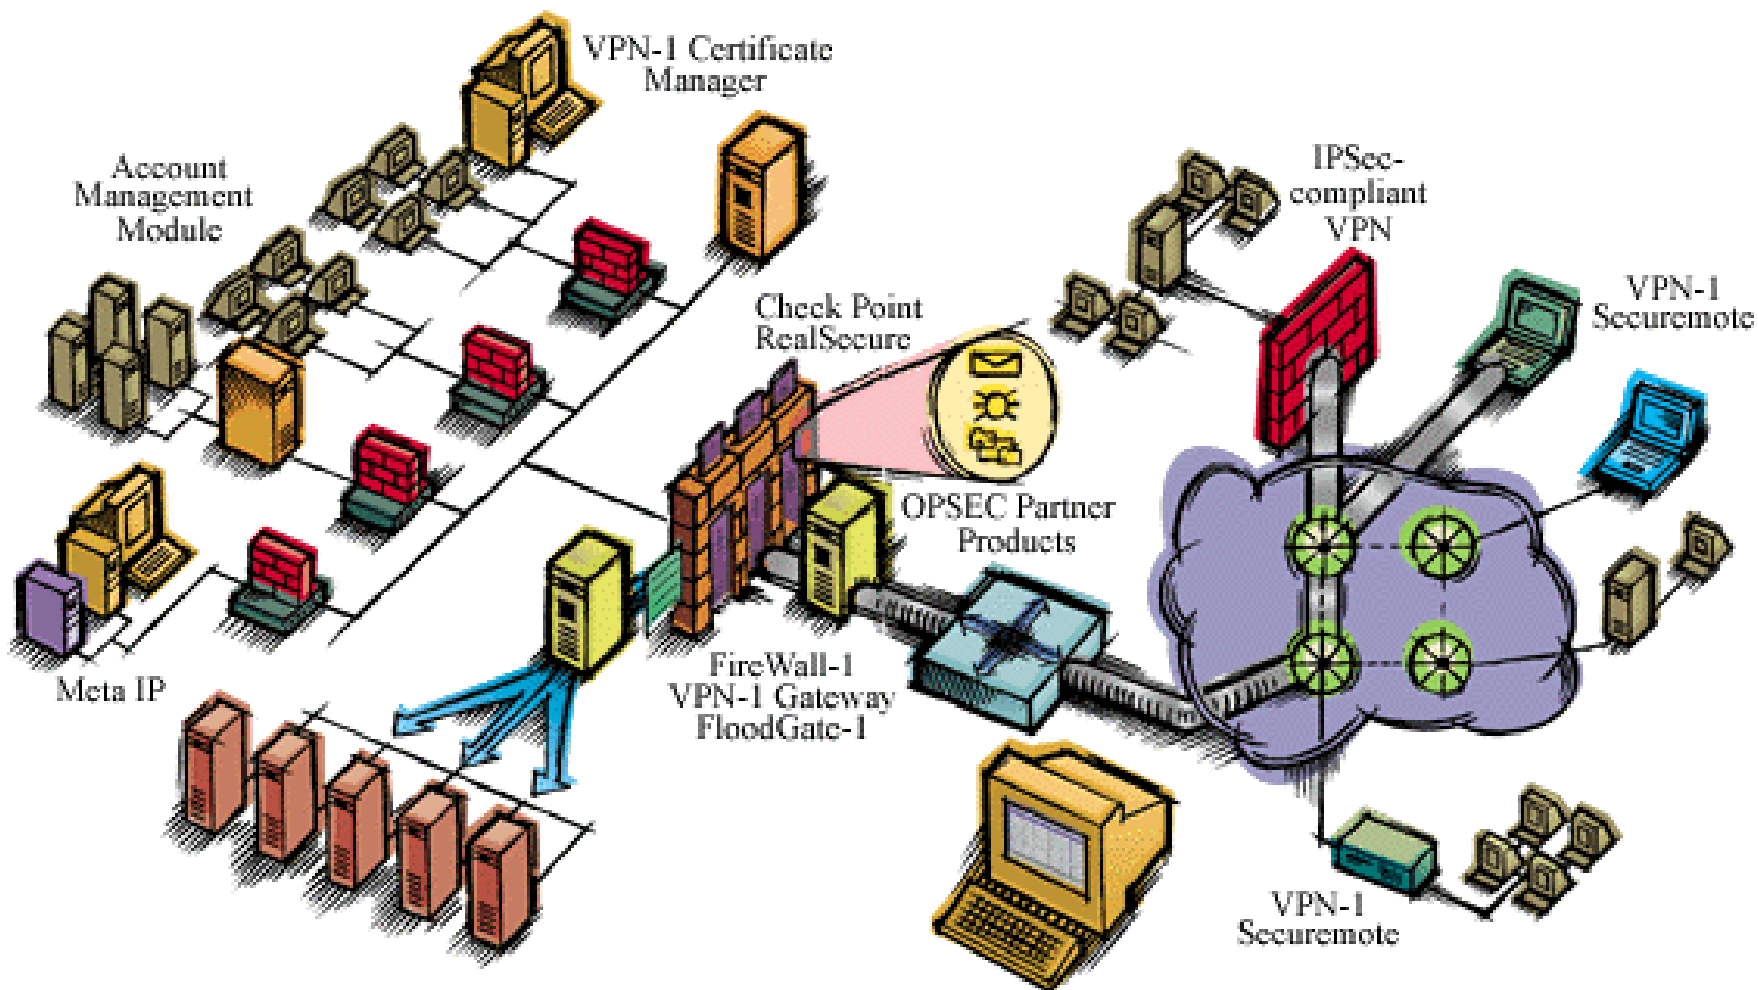 VPN-1 Certificate
Manager
Account
Management
Module
IPSec-
compliant
VPN
VPN-1
Securemote
Check Point
RealSecure
OPSEC Partner
Products
FireWall-1
VPN-1 Gateway
FloodGate-1
Meta IP
VPN-1
Securemote